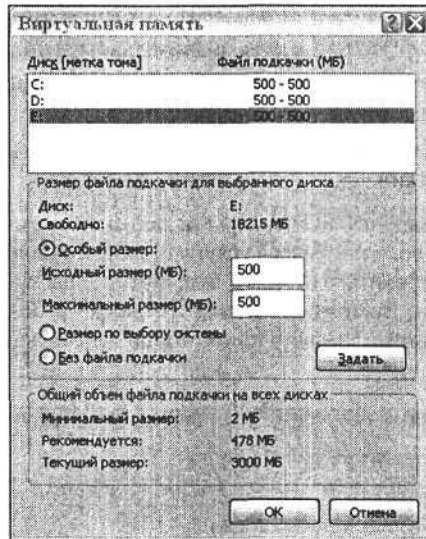 Виртуальная память
Диск [метка тома] Файл подкачки (МБ)
C: 500 - 500
D: 500 - 500
E: 500 - 500
Размер файла подкачки для выбранного диска
Диск: E:
Свободно: 18215 МБ
Особый размер:
Исходный размер (МБ): 500
Максимальный размер (МБ): 500
Размер по выбору системы
Без файла подкачки
Задать
Общий объем файла подкачки на всех дисках
Минимальный размер: 2 МБ
Рекомендуется: 478 МБ
Текущий размер: 3000 МБ
ОК Отмена